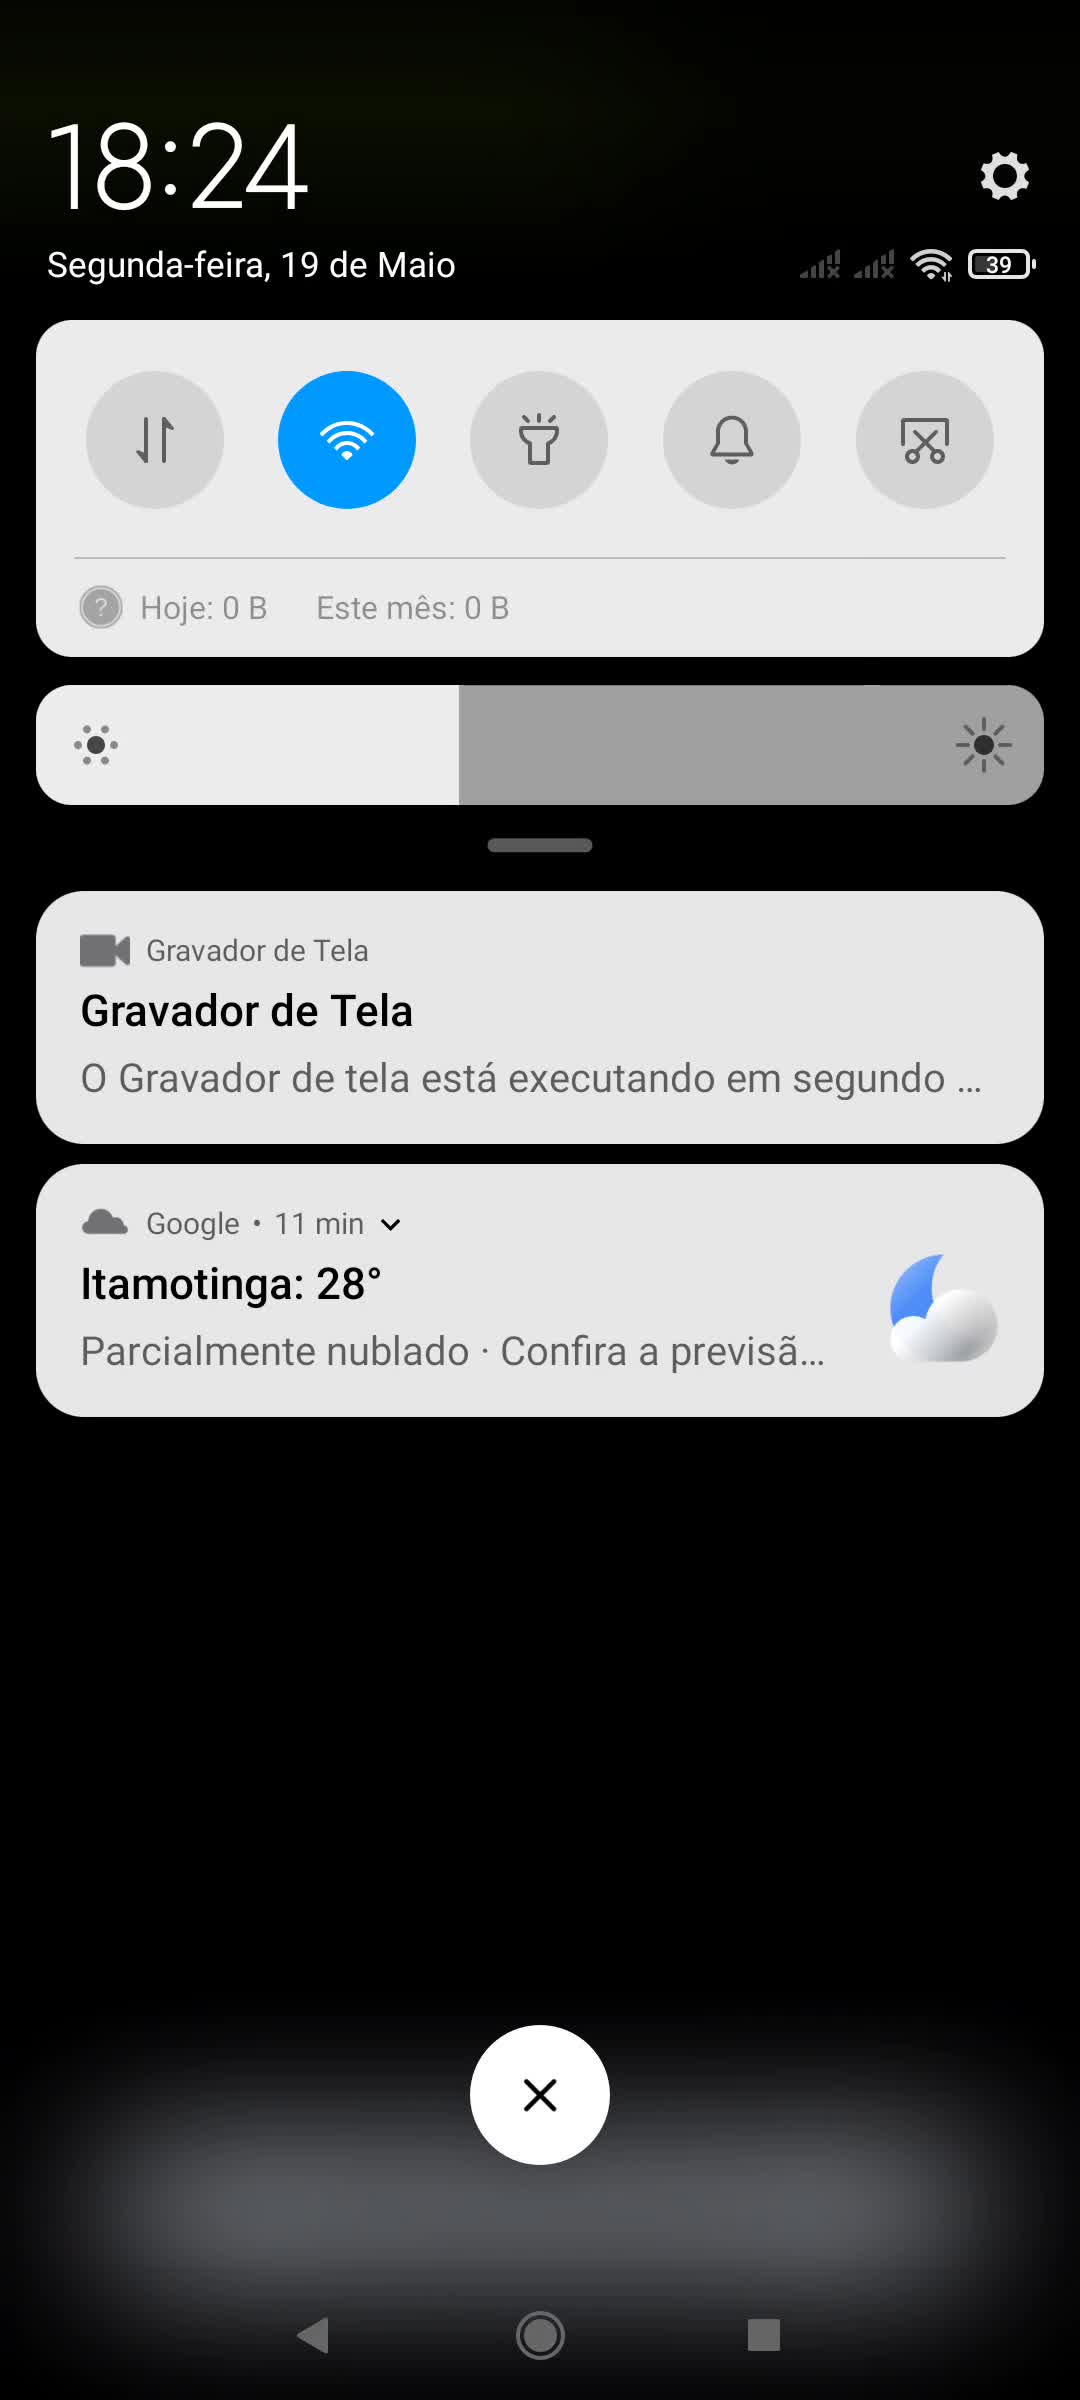 18:24
Segunda-feira, 19 de Maio
39
Hoje: 0 B Este mês: 0 B
Gravador de Tela
Gravador de Tela
O Gravador de tela está executando em segundo ...
Google • 11 min
Itamotinga: 28°
Parcialmente nublado · Confira a previsã...